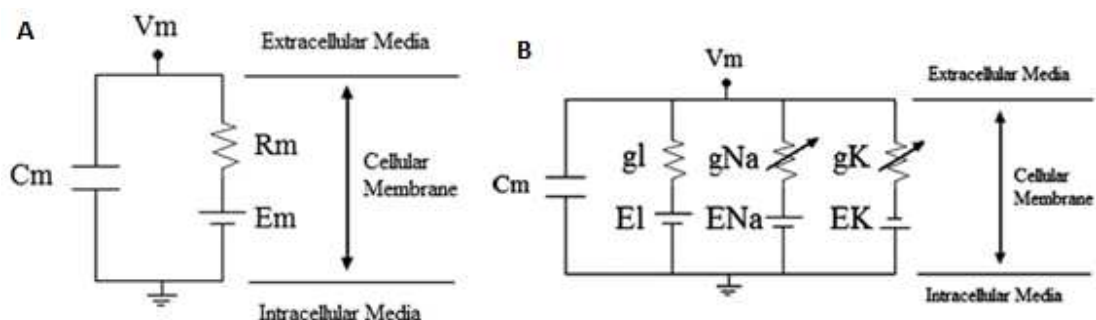 A
Vm
Extracellular Media
Rm
Cm
Cellular
Membrane
Em
Intracellular Media
B
Vm
Extracellular Media
gl gNa gK
Cm
Cellular
Membrane
El ENa EK
Intracellular Media